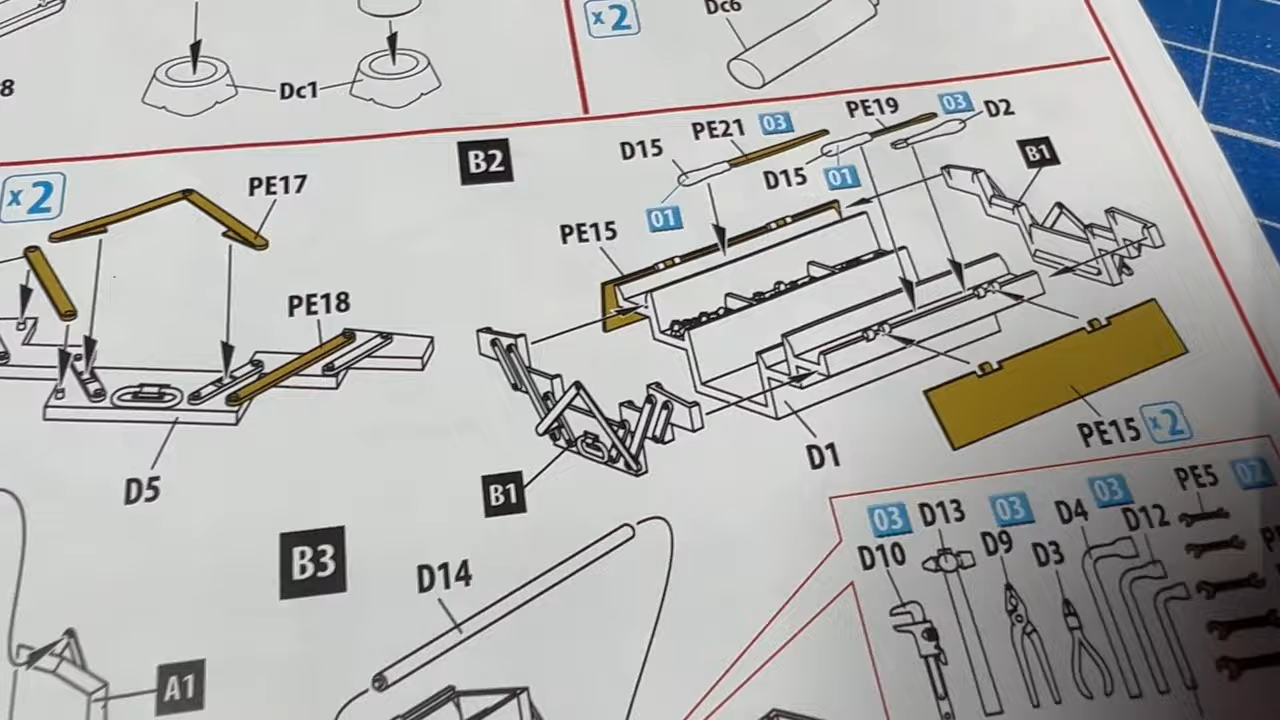 8
Dc1
x2
Dc6
x2
PE17
PE18
D5
B2
D15
PE21
03
PE19
03
D2
01
D15
01
B1
PE15
B1
D1
PE15 x2
B3
D14
A1
03
D13
03
D4
03
D12
PE5
D10
D9
D3